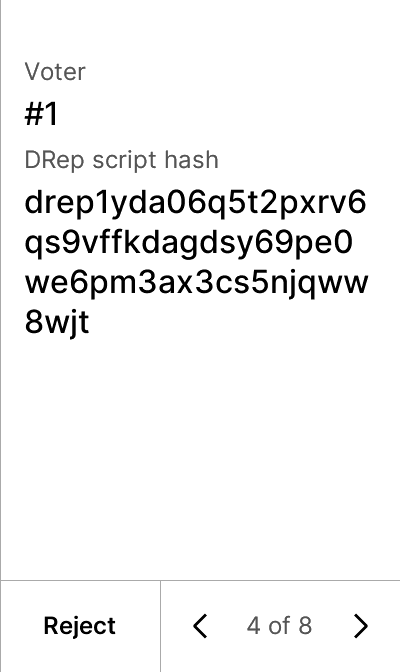 Voter
#1
DRep script hash
drep1yda06q5t2pxrv6
qs9vffkdagdsy69pe0
we6pm3ax3cs5njqww
8wjt
Reject
4 of 8